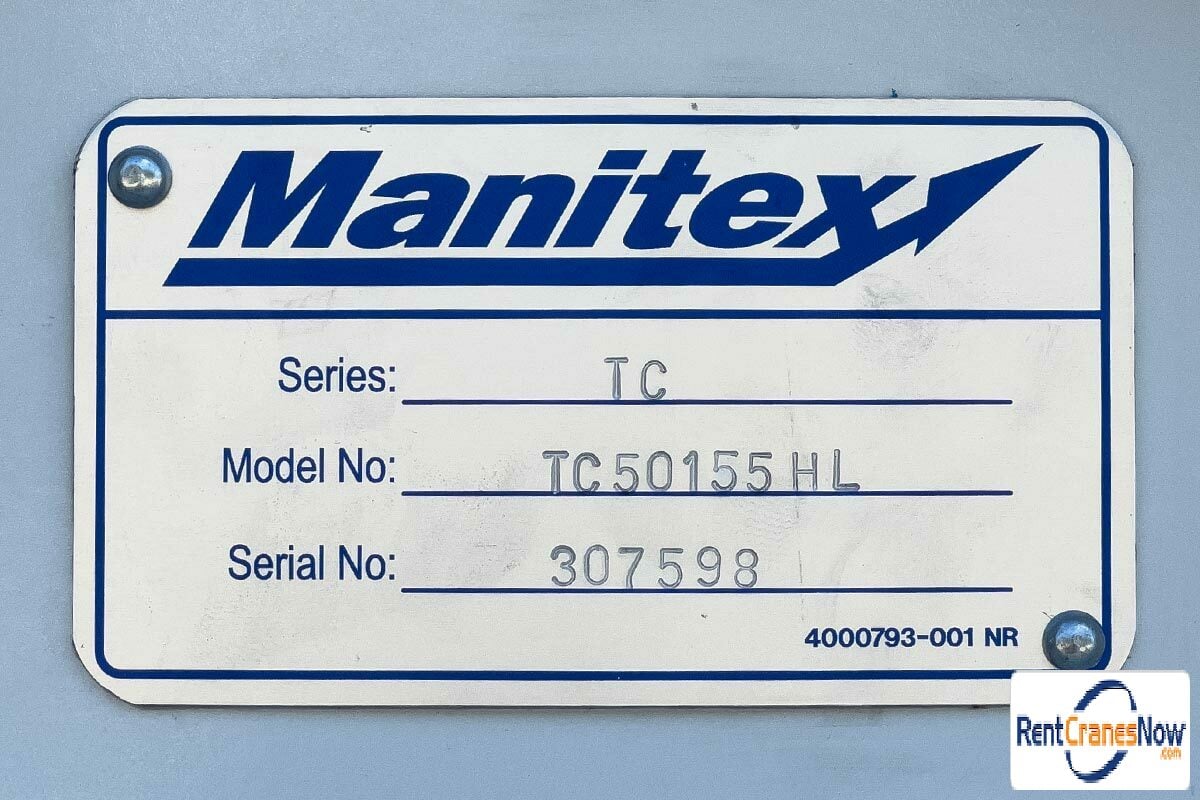 Manitex
Series: TC
Model No: TC50155HL
Serial No: 307598
4000793-001 NR
RentCranesNow
.com